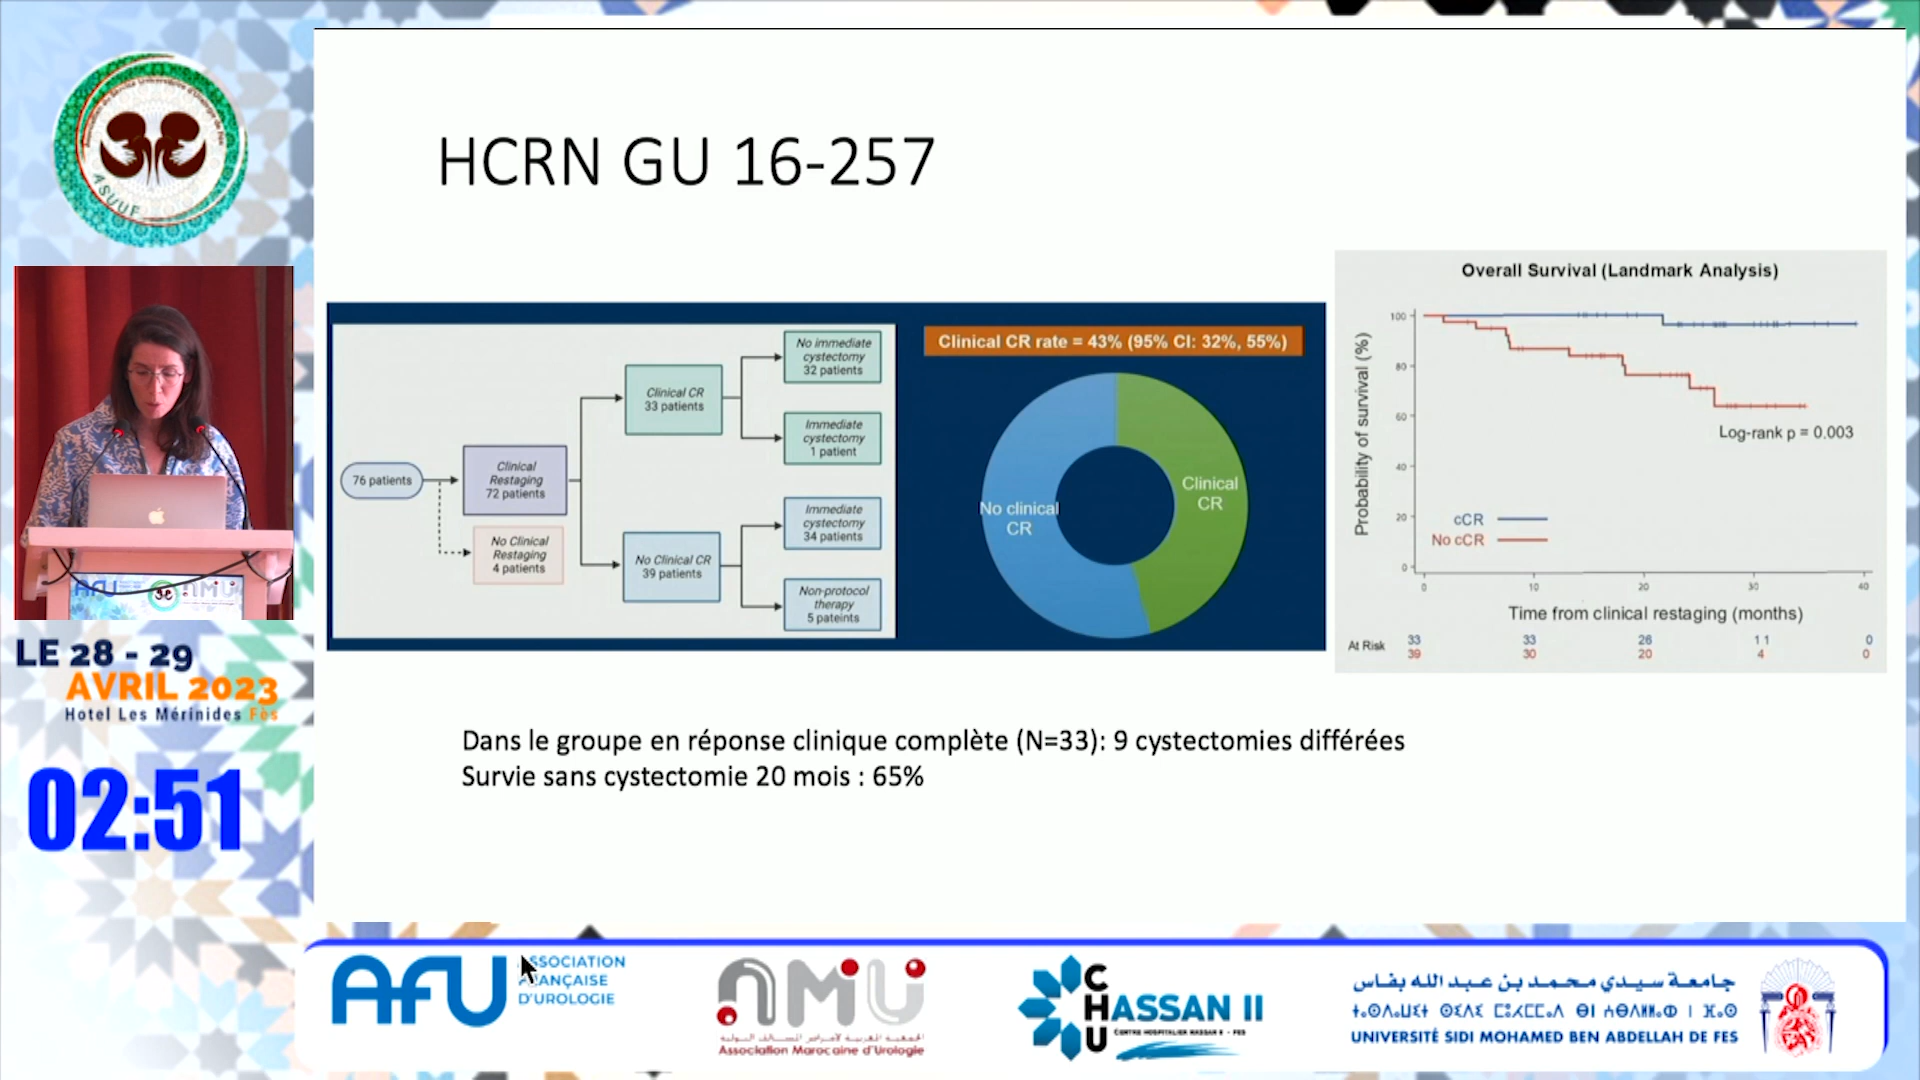 ASUUF
LE 28 - 29
AVRIL 2023
Hotel Les Mérinides Fès
02:51
HCRN GU 16-257
76 patients
Clinical
Restaging
72 patients
No Clinical
Restaging
4 patients
Clinical CR
33 patients
No Clinical CR
39 patients
No immediate
cystectomy
32 patients
Immediate
cystectomy
1 patient
Immediate
cystectomy
34 patients
Non-protocol
therapy
5 pateints
Clinical CR rate = 43% (95% CI: 32%, 55%)
No clinical
CR
Clinical
CR
Overall Survival (Landmark Analysis)
Probability of survival (%)
100
80
60
40
20
0
Log-rank p = 0.003
cCR
No cCR
0 10 20 30 40
Time from clinical restaging (months)
At Risk
33 33 26 11 0
39 30 20 4 0
Dans le groupe en réponse clinique complète (N=33): 9 cystectomies différées
Survie sans cystectomie 20 mois : 65%
AFU
D'UROLOGIE
AMU
Association Marocaine d'Urologie
CHU
HASSAN II
CENTRE HOSPITALIER HASSAN II - FES
جامعة سيدي محمد بن عبد الله بفاس
UNIVERSITÉ SIDI MOHAMED BEN ABDELLAH DE FES